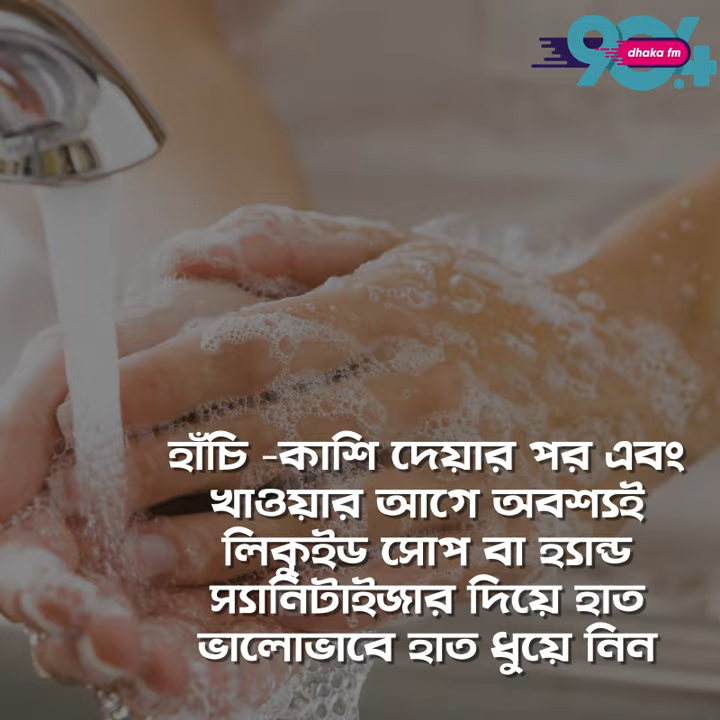 90.4
dhaka fm
হাঁচি -কাশি দেয়ার পর এবং
খাওয়ার আগে অবশ্যই
লিকুইড সোপ বা হ্যান্ড
স্যানিটাইজার দিয়ে হাত
ভালোভাবে হাত ধুয়ে নিন